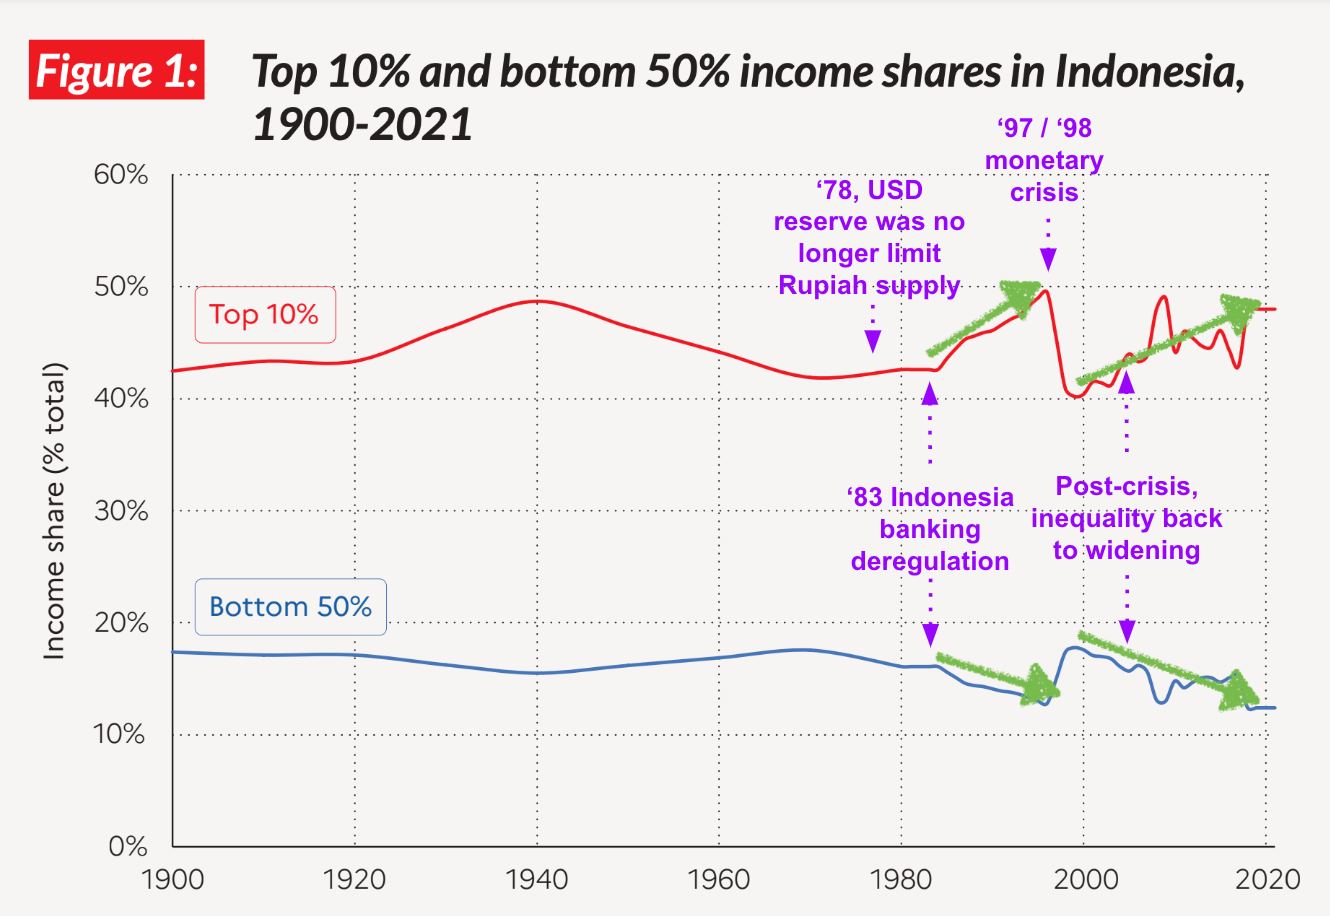 Figure 1:
Top 10% and bottom 50% income shares in Indonesia,
1900-2021
‘97 / ‘98
monetary
crisis
‘78, USD
reserve was no
longer limit
Rupiah supply
60%
50%
40%
30%
20%
10%
0%
Income share (% total)
Top 10%
Bottom 50%
‘83 Indonesia
banking
deregulation
Post-crisis,
inequality back
to widening
1900
1920
1940
1960
1980
2000
2020